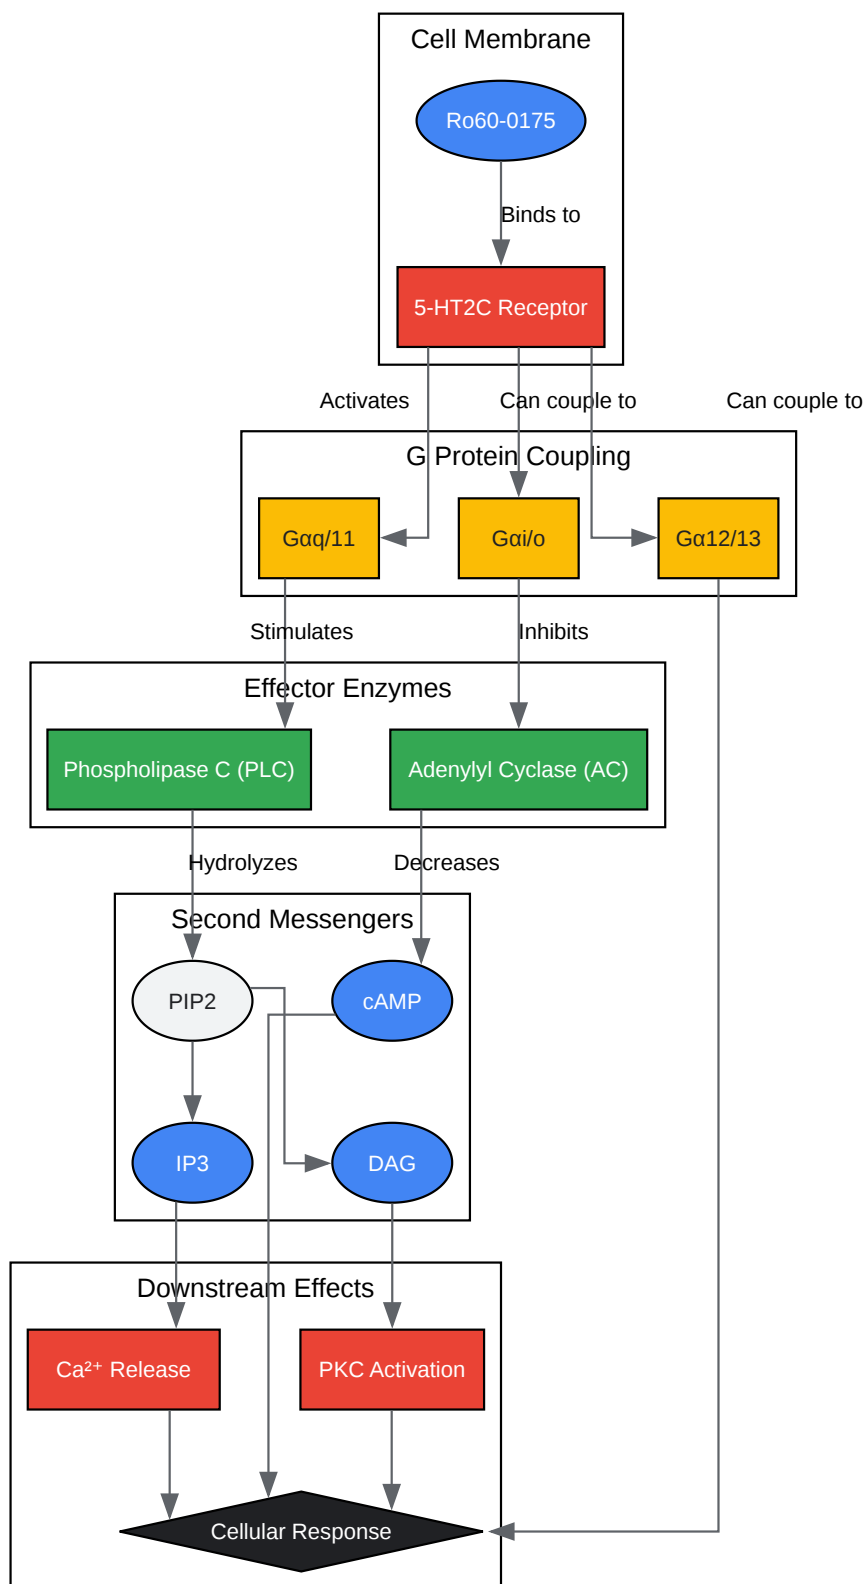 Cell Membrane
Ro60-0175
Binds to
5-HT2C Receptor
Activates
Can couple to
Can couple to
G Protein Coupling
Gαq/11
Gαi/o
Gα12/13
Stimulates
Inhibits
Effector Enzymes
Phospholipase C (PLC)
Adenylyl Cyclase (AC)
Hydrolyzes
Decreases
Second Messengers
PIP2
cAMP
IP3
DAG
Downstream Effects
Ca²⁺ Release
PKC Activation
Cellular Response